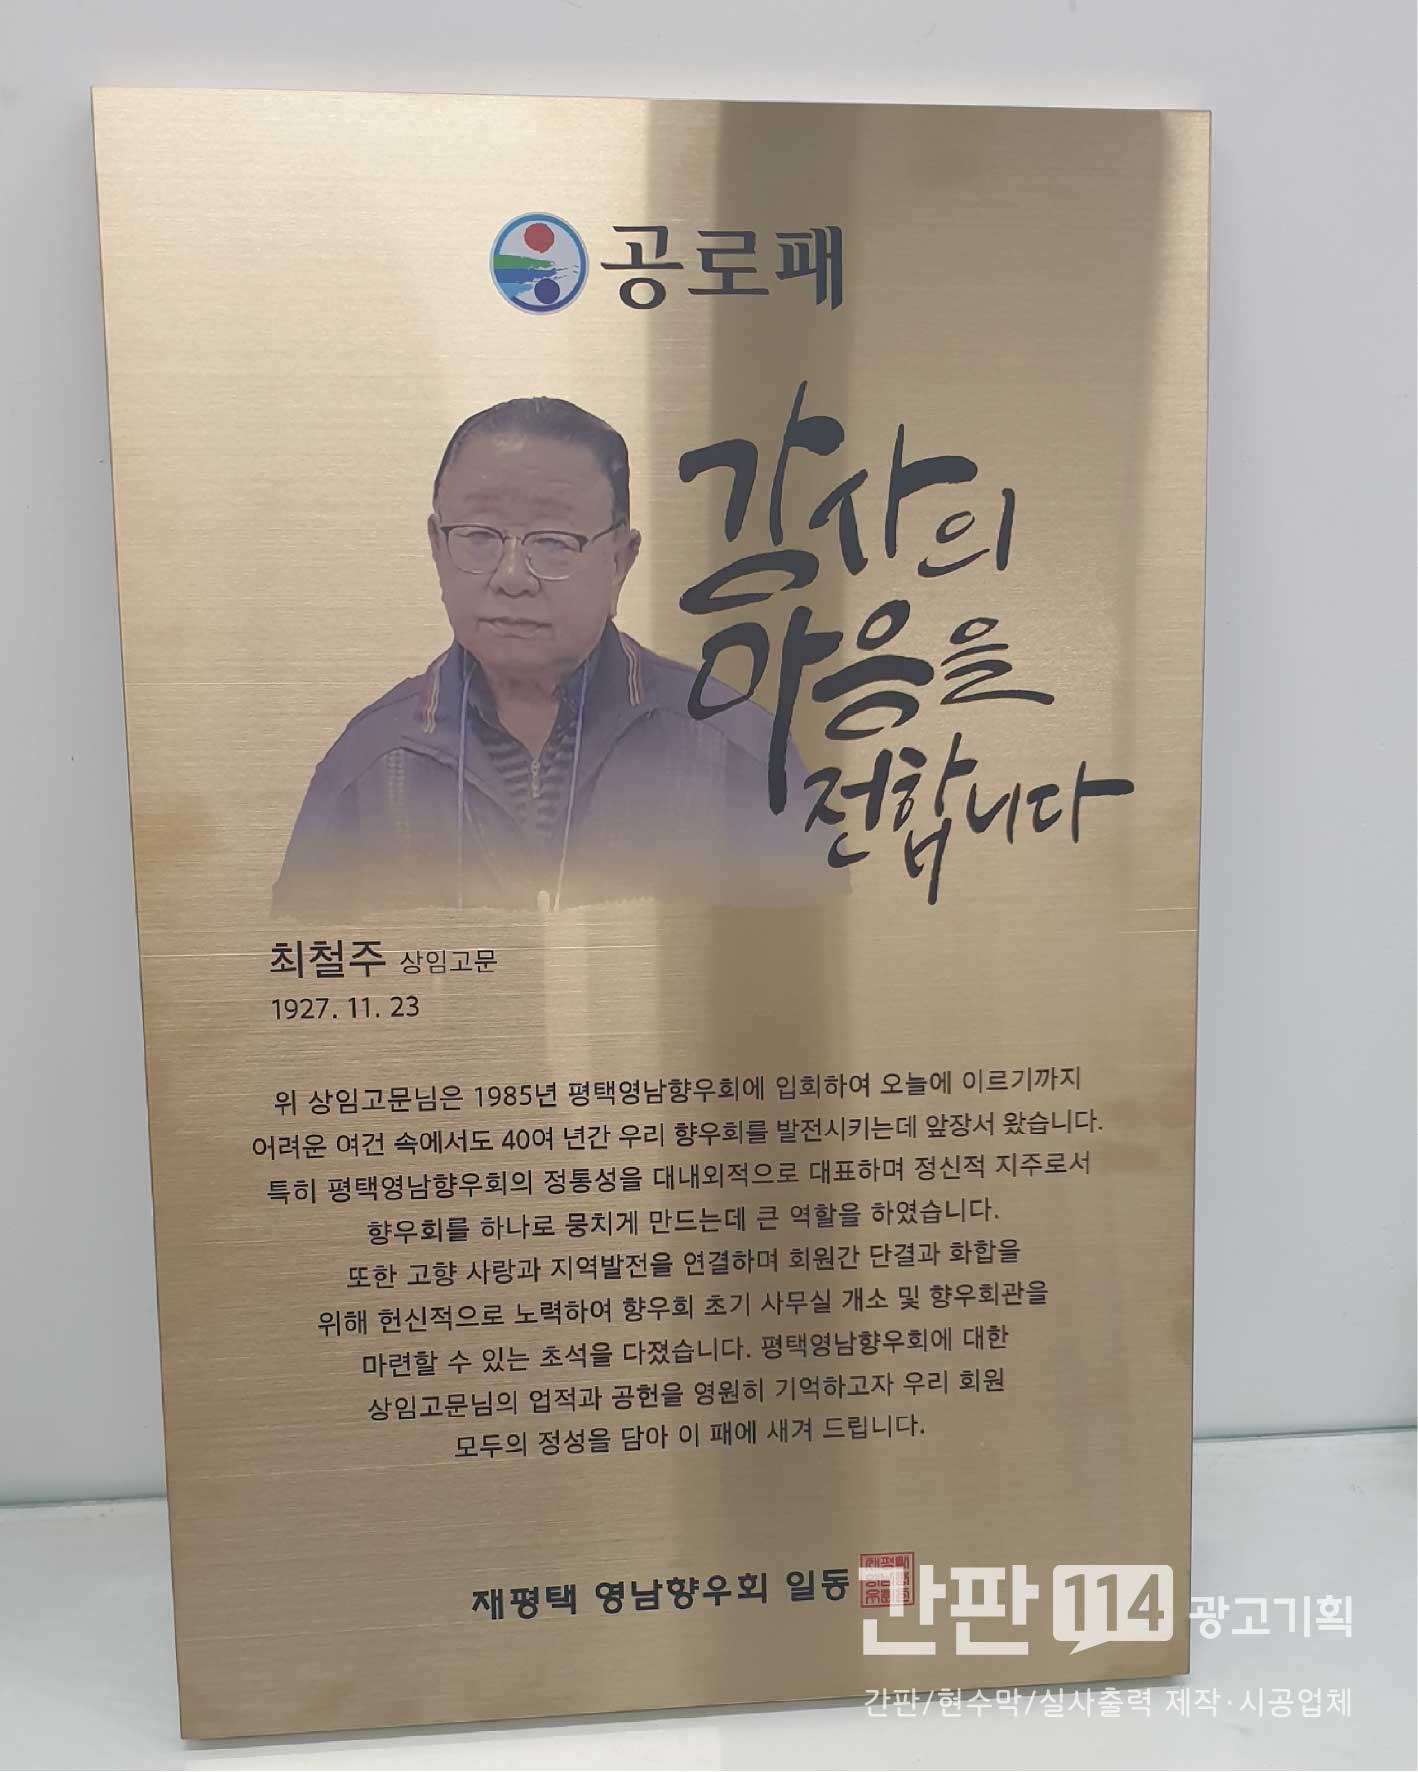 공로패
감사의
마음을
전합니다
최철주 상임고문
1927. 11. 23
위 상임고문님은 1985년 평택영남향우회에 입회하여 오늘에 이르기까지
어려운 여건 속에서도 40여 년간 우리 향우회를 발전시키는데 앞장서 왔습니다.
특히 평택영남향우회의 정통성을 대내외적으로 대표하며 정신적 지주로서
향우회를 하나로 뭉치게 만드는데 큰 역할을 하였습니다.
또한 고향 사랑과 지역발전을 연결하며 회원간 단결과 화합을
위해 헌신적으로 노력하여 향우회 초기 사무실 개소 및 향우회관을
마련할 수 있는 초석을 다졌습니다. 평택영남향우회에 대한
상임고문님의 업적과 공헌을 영원히 기억하고자 우리 회원
모두의 정성을 담아 이 패에 새겨 드립니다.
재평택 영남향우회 일동
간판 114 광고기획
간판/현수막/실사출력 제작·시공업체